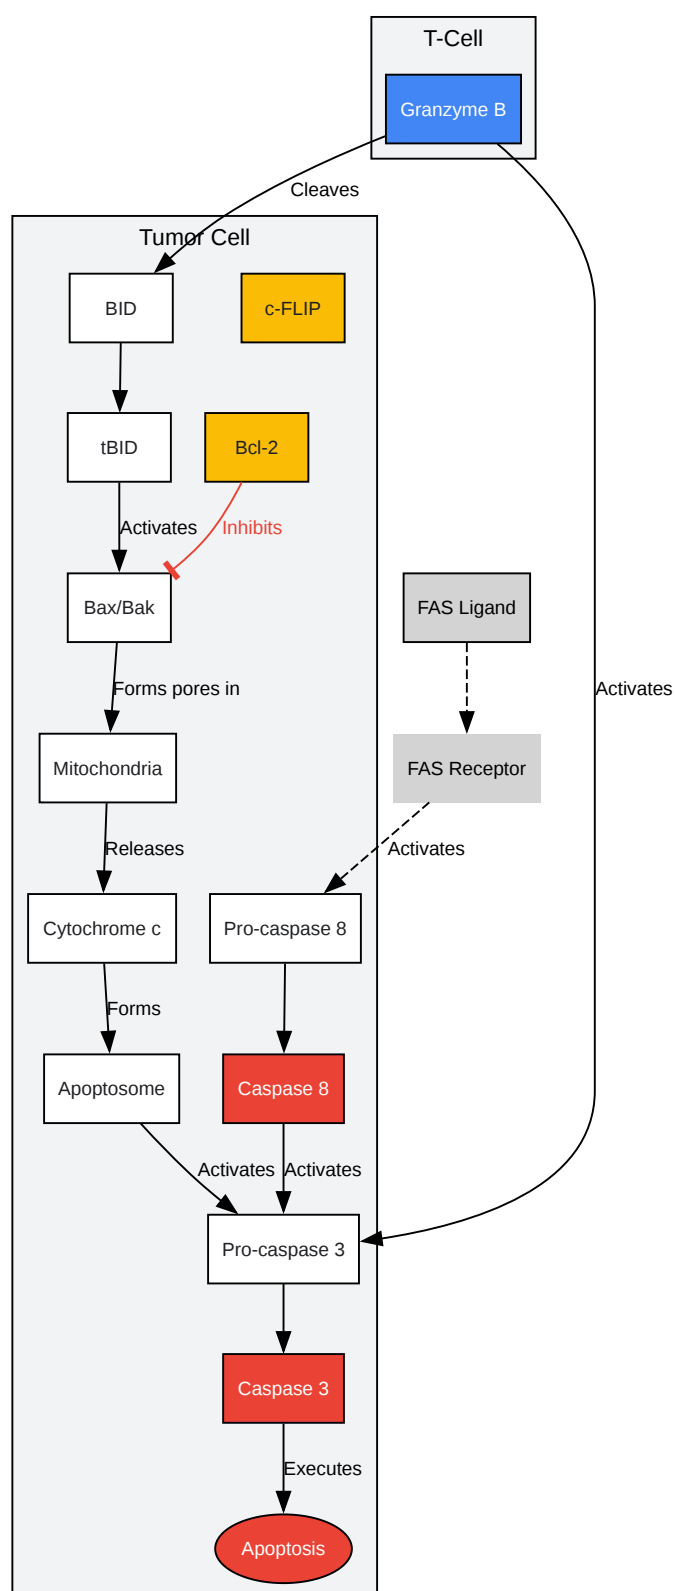 T-Cell
Granzyme B
Cleaves
Tumor Cell
BID
c-FLIP
tBID
Bcl-2
Activates
Inhibits
Bax/Bak
FAS Ligand
Forms pores in
Activates
Mitochondria
FAS Receptor
Releases
Activates
Cytochrome c
Pro-caspase 8
Forms
Apoptosome
Caspase 8
Activates
Activates
Pro-caspase 3
Caspase 3
Executes
Apoptosis